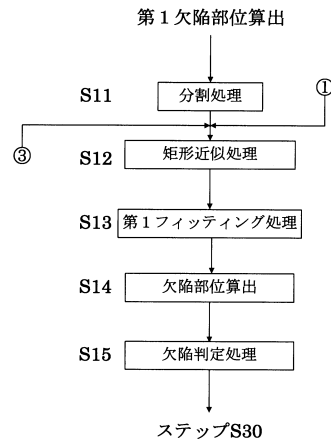 第1欠陥部位算出
①
S11 分割処理
③
S12 矩形近似処理
S13 第1フィッティング処理
S14 欠陥部位算出
S15 欠陥判定処理
ステップS30